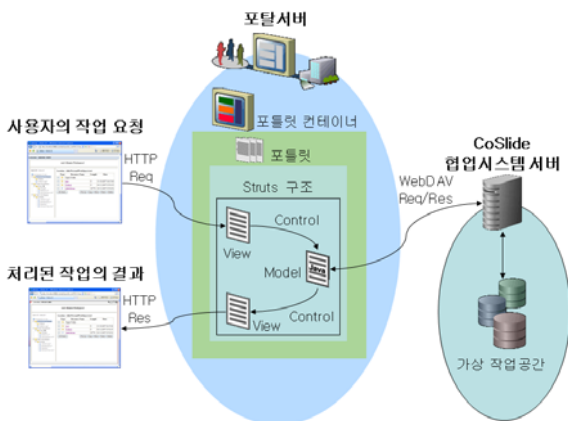 포탈서버
포틀릿 컨테이너
포틀릿
Struts 구조
사용자의 작업 요청
HTTP
Req
Control
View
Model
Java
처리된 작업의 결과
HTTP
Res
View
Control
WebDAV
Req/Res
CoSlide
협업시스템 서버
가상 작업공간